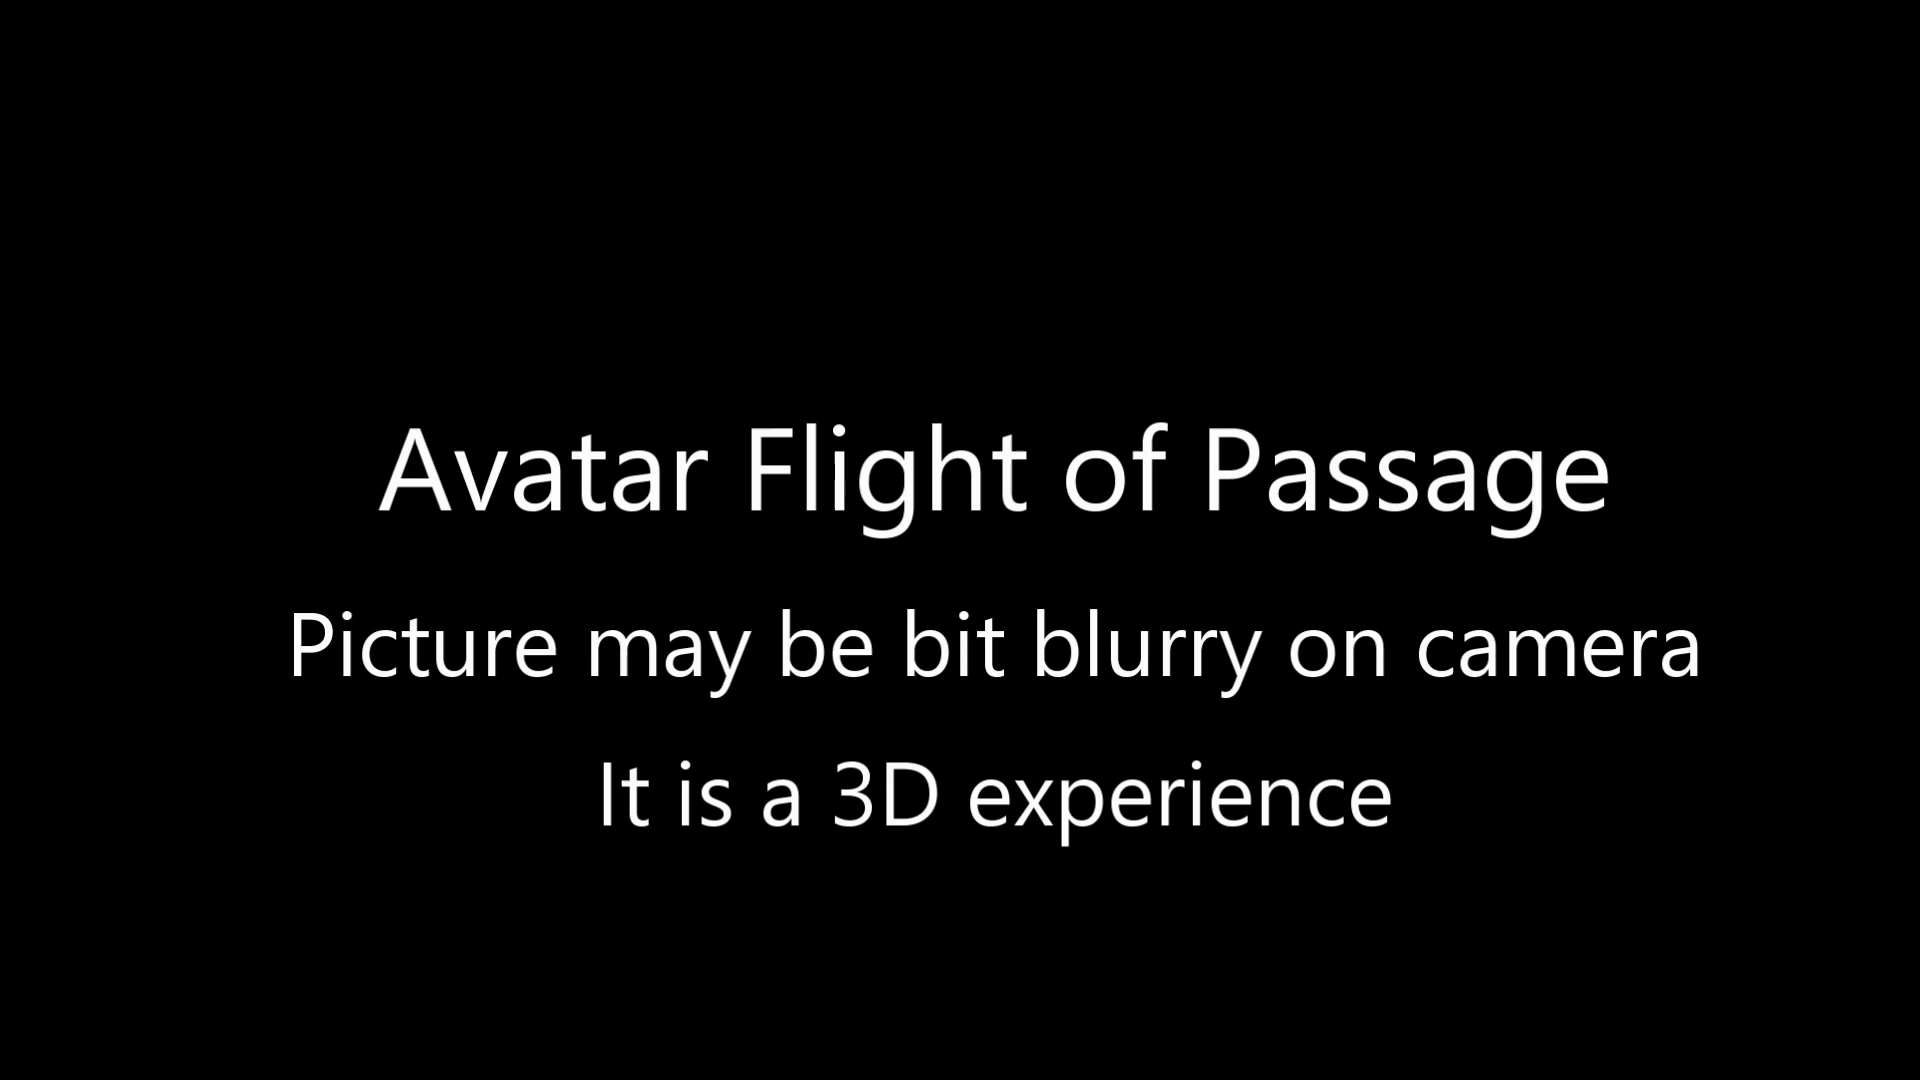 Avatar Flight of Passage
Picture may be bit blurry on camera
It is a 3D experience